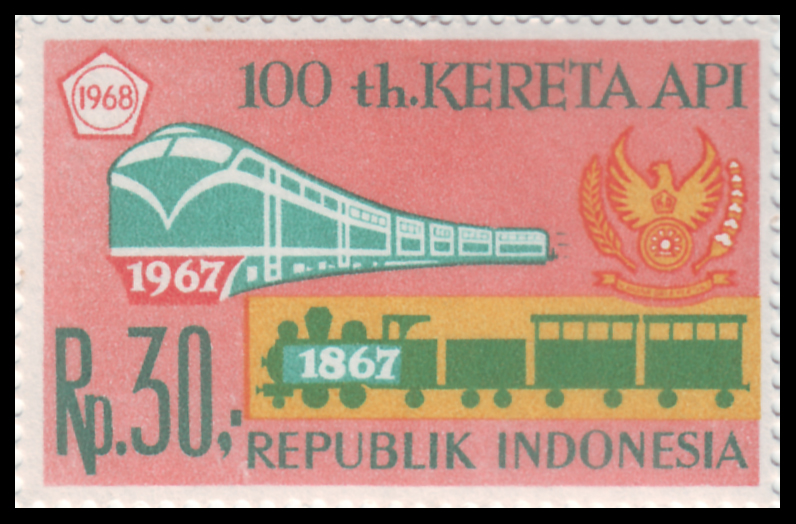 1968
100 th.KERETA API
1967
1867
Rp.30,-
REPUBLIK INDONESIA